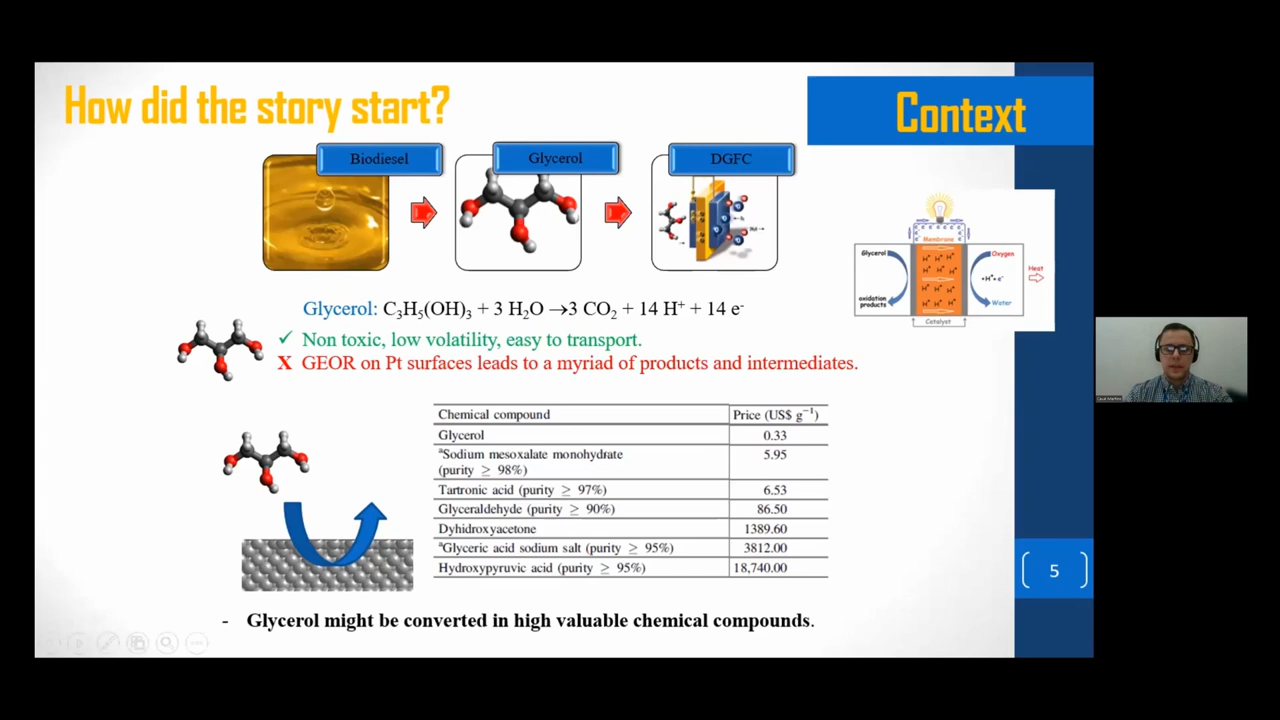 How did the story start?
Context
Biodiesel
Glycerol
DGFC
Membrane
Glycerol
Oxygen
Heat
+H⁺+ e⁻
oxidation
products
Water
Catalyst
Glycerol: C₃H₅(OH)₃ + 3 H₂O →3 CO₂ + 14 H⁺ + 14 e⁻
✓ Non toxic, low volatility, easy to transport.
X GEOR on Pt surfaces leads to a myriad of products and intermediates.
Chemical compound Price (US$ g⁻¹)
Glycerol 0.33
ᵃSodium mesoxalate monohydrate 5.95
(purity ≥ 98%)
Tartronic acid (purity ≥ 97%) 6.53
Glyceraldehyde (purity ≥ 90%) 86.50
Dyhidroxyacetone 1389.60
ᵃGlyceric acid sodium salt (purity ≥ 95%) 3812.00
Hydroxypyruvic acid (purity ≥ 95%) 18,740.00
5
- Glycerol might be converted in high valuable chemical compounds.